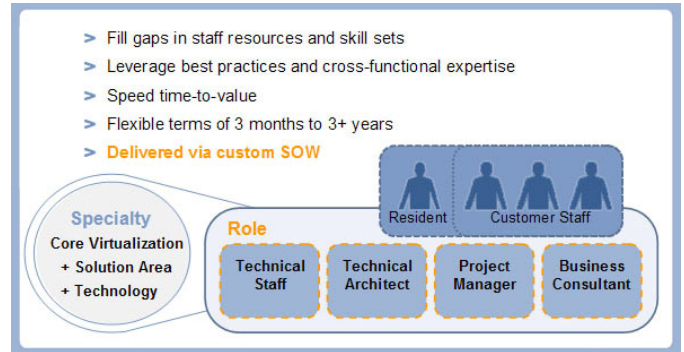 > Fill gaps in staff resources and skill sets
> Leverage best practices and cross-functional expertise
> Speed time-to-value
> Flexible terms of 3 months to 3+ years
> Delivered via custom SOW
Resident
Customer Staff
Specialty
Core Virtualization
+ Solution Area
+ Technology
Role
Technical
Staff
Technical
Architect
Project
Manager
Business
Consultant